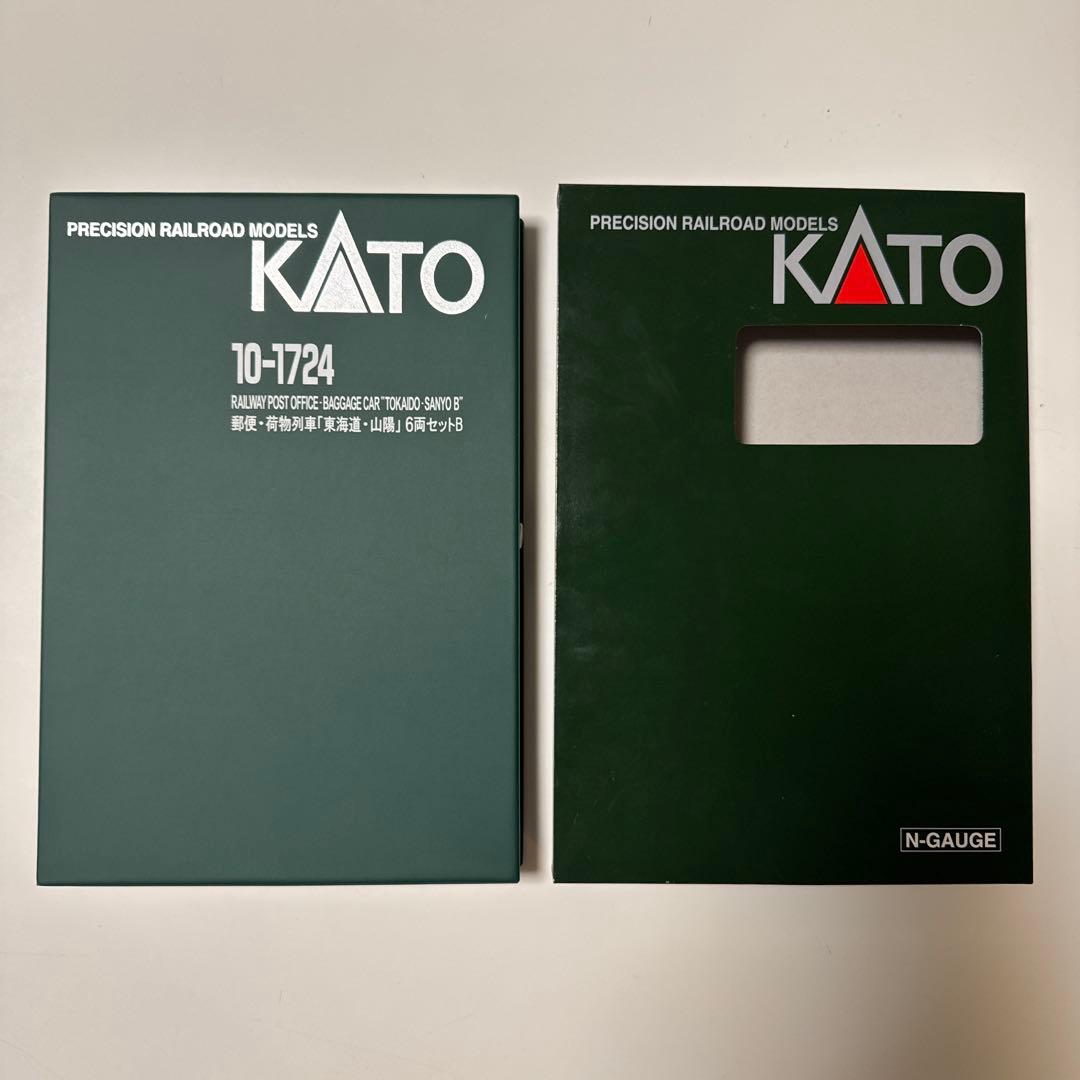 PRECISION RAILROAD MODELS
KATO
10-1724
RAILWAY POST OFFICE・BAGGAGE CAR "TOKAIDO・SANYO B"
郵便・荷物列車「東海道・山陽」6両セットB
PRECISION RAILROAD MODELS
KATO
N-GAUGE